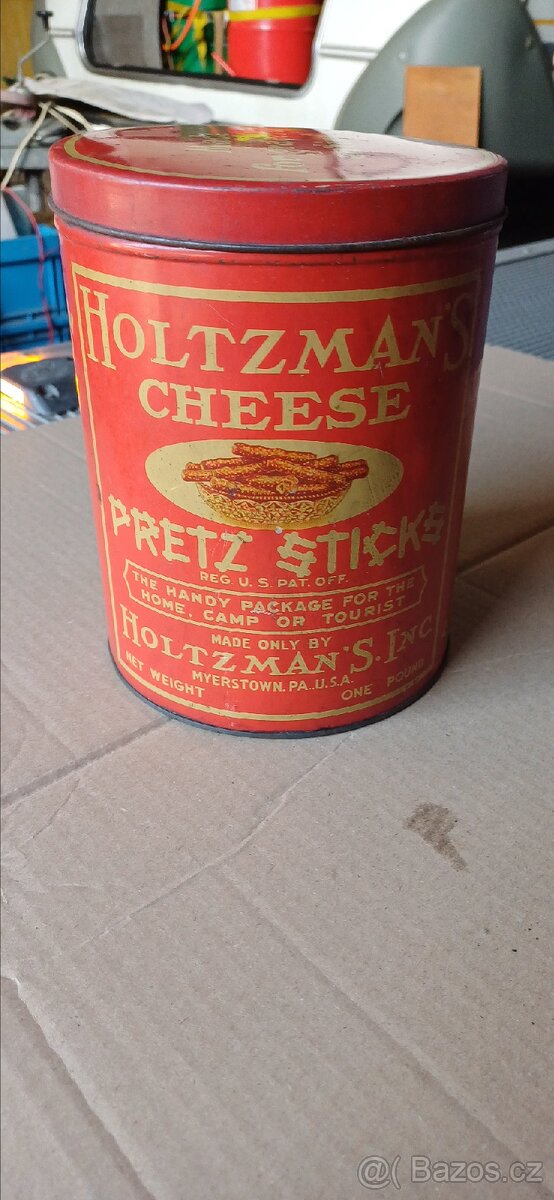 HOLTZMAN'S
CHEESE
PRETZ STICKS
REG. U.S. PAT. OFF.
THE HANDY PACKAGE FOR THE
HOME, CAMP OR TOURIST
MADE ONLY BY
HOLTZMAN'S, INC.
MYERSTOWN, PA. U.S.A.
NET WEIGHT ONE POUND
@( Bazos.cz